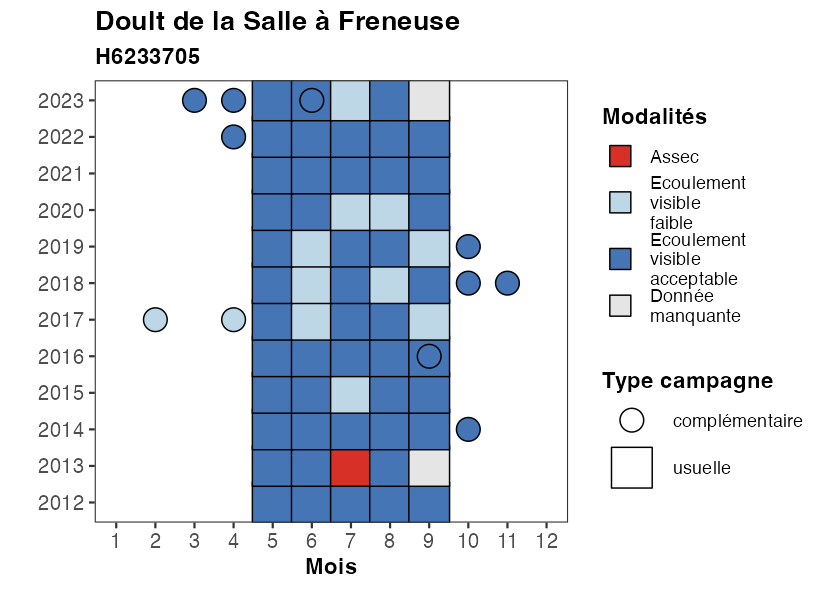 Doult de la Salle à Freneuse
H6233705
2023
2022
2021
2020
2019
2018
2017
2016
2015
2014
2013
2012
1 2 3 4 5 6 7 8 9 10 11 12
Mois
Modalités
Assec
Ecoulement
visible
faible
Ecoulement
visible
acceptable
Donnée
manquante
Type campagne
complémentaire
usuelle